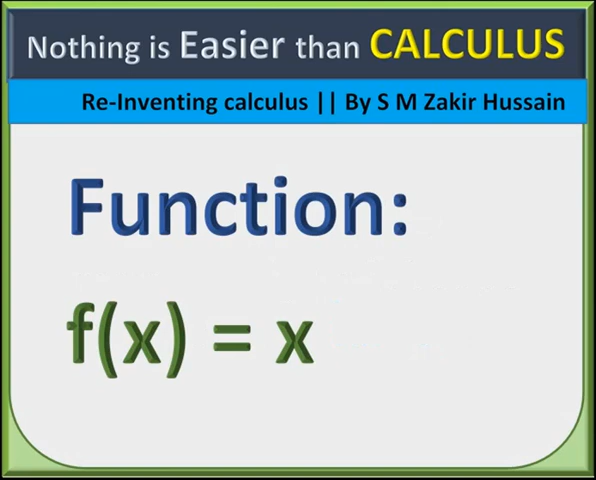 Nothing is Easier than CALCULUS
Re-Inventing calculus || By S M Zakir Hussain
Function:
f(x) = x